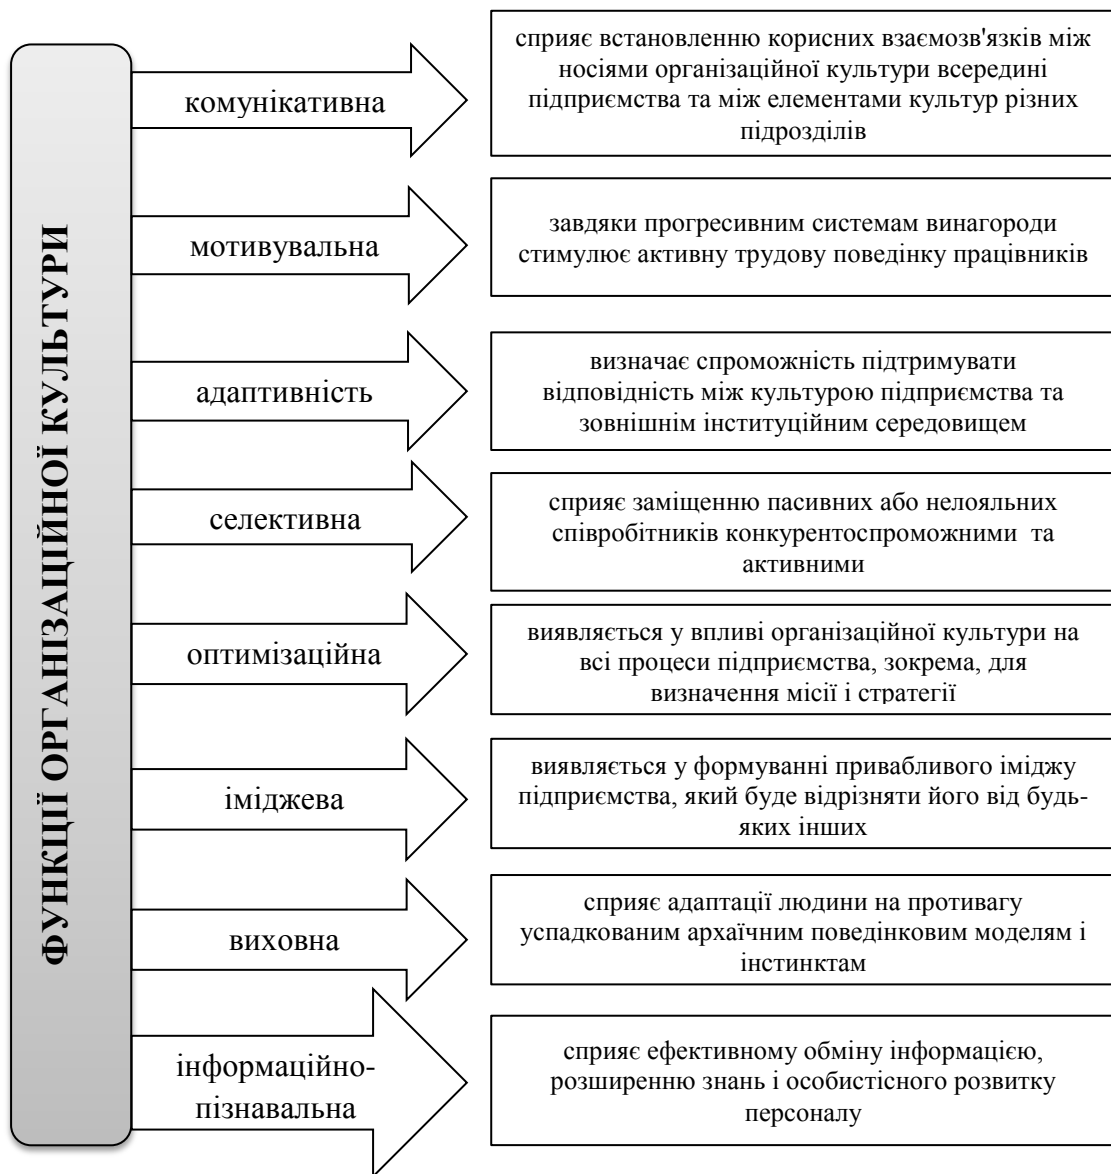 ФУНКЦІЇ ОРГАНІЗАЦІЙНОЇ КУЛЬТУРИ
комунікативна
сприяє встановленню корисних взаємозв'язків між
носіями організаційної культури всередині
підприємства та між елементами культур різних
підрозділів
мотивувальна
завдяки прогресивним системам винагороди
стимулює активну трудову поведінку працівників
адаптивність
визначає спроможність підтримувати
відповідність між культурою підприємства та
зовнішнім інституційним середовищем
селективна
сприяє заміщенню пасивних або нелояльних
співробітників конкурентоспроможними та
активними
оптимізаційна
виявляється у впливі організаційної культури на
всі процеси підприємства, зокрема, для
визначення місії і стратегії
іміджева
виявляється у формуванні привабливого іміджу
підприємства, який буде відрізняти його від будь-
яких інших
виховна
сприяє адаптації людини на противагу
успадкованим архаїчним поведінковим моделям і
інстинктам
інформаційно-
пізнавальна
сприяє ефективному обміну інформацією,
розширенню знань і особистісного розвитку
персоналу